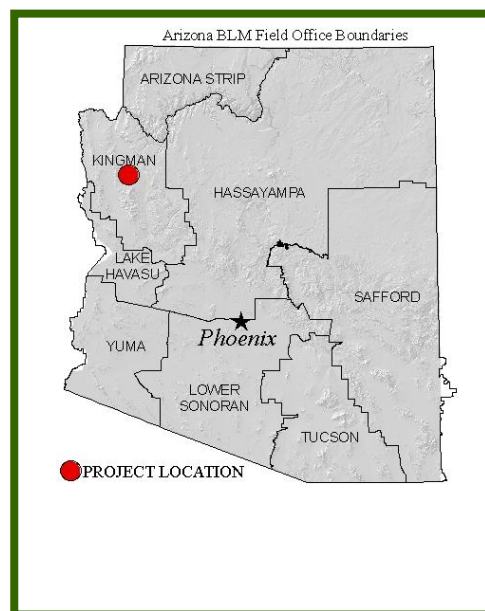 Arizona BLM Field Office Boundaries
ARIZONA STRIP
KINGMAN
HASSAYAMPA
LAKE
HAVASU
SAFFORD
Phoenix
YUMA
LOWER
SONORAN
TUCSON
PROJECT LOCATION